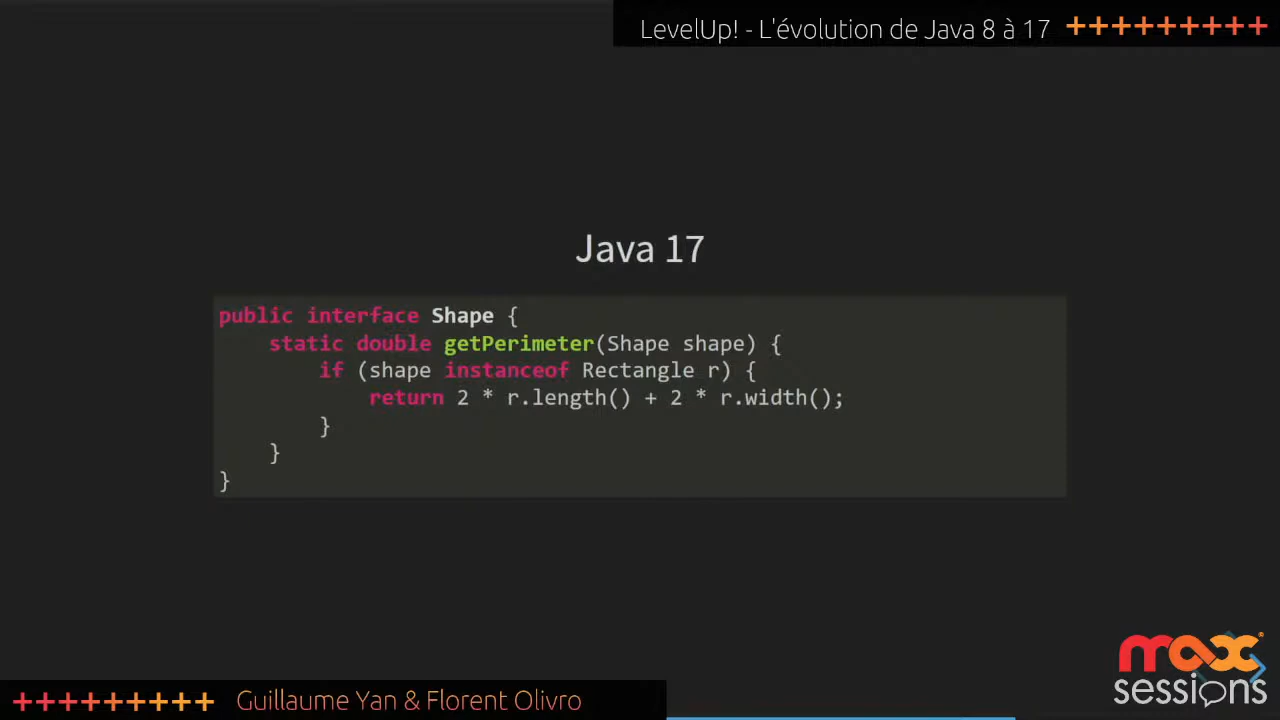 LevelUp! - L'évolution de Java 8 à 17 +++++++++
Java 17
public interface Shape {
static double getPerimeter(Shape shape) {
if (shape instanceof Rectangle r) {
return 2 * r.length() + 2 * r.width();
}
}
}
+++++++++ Guillaume Yan & Florent Olivro
max
sessions